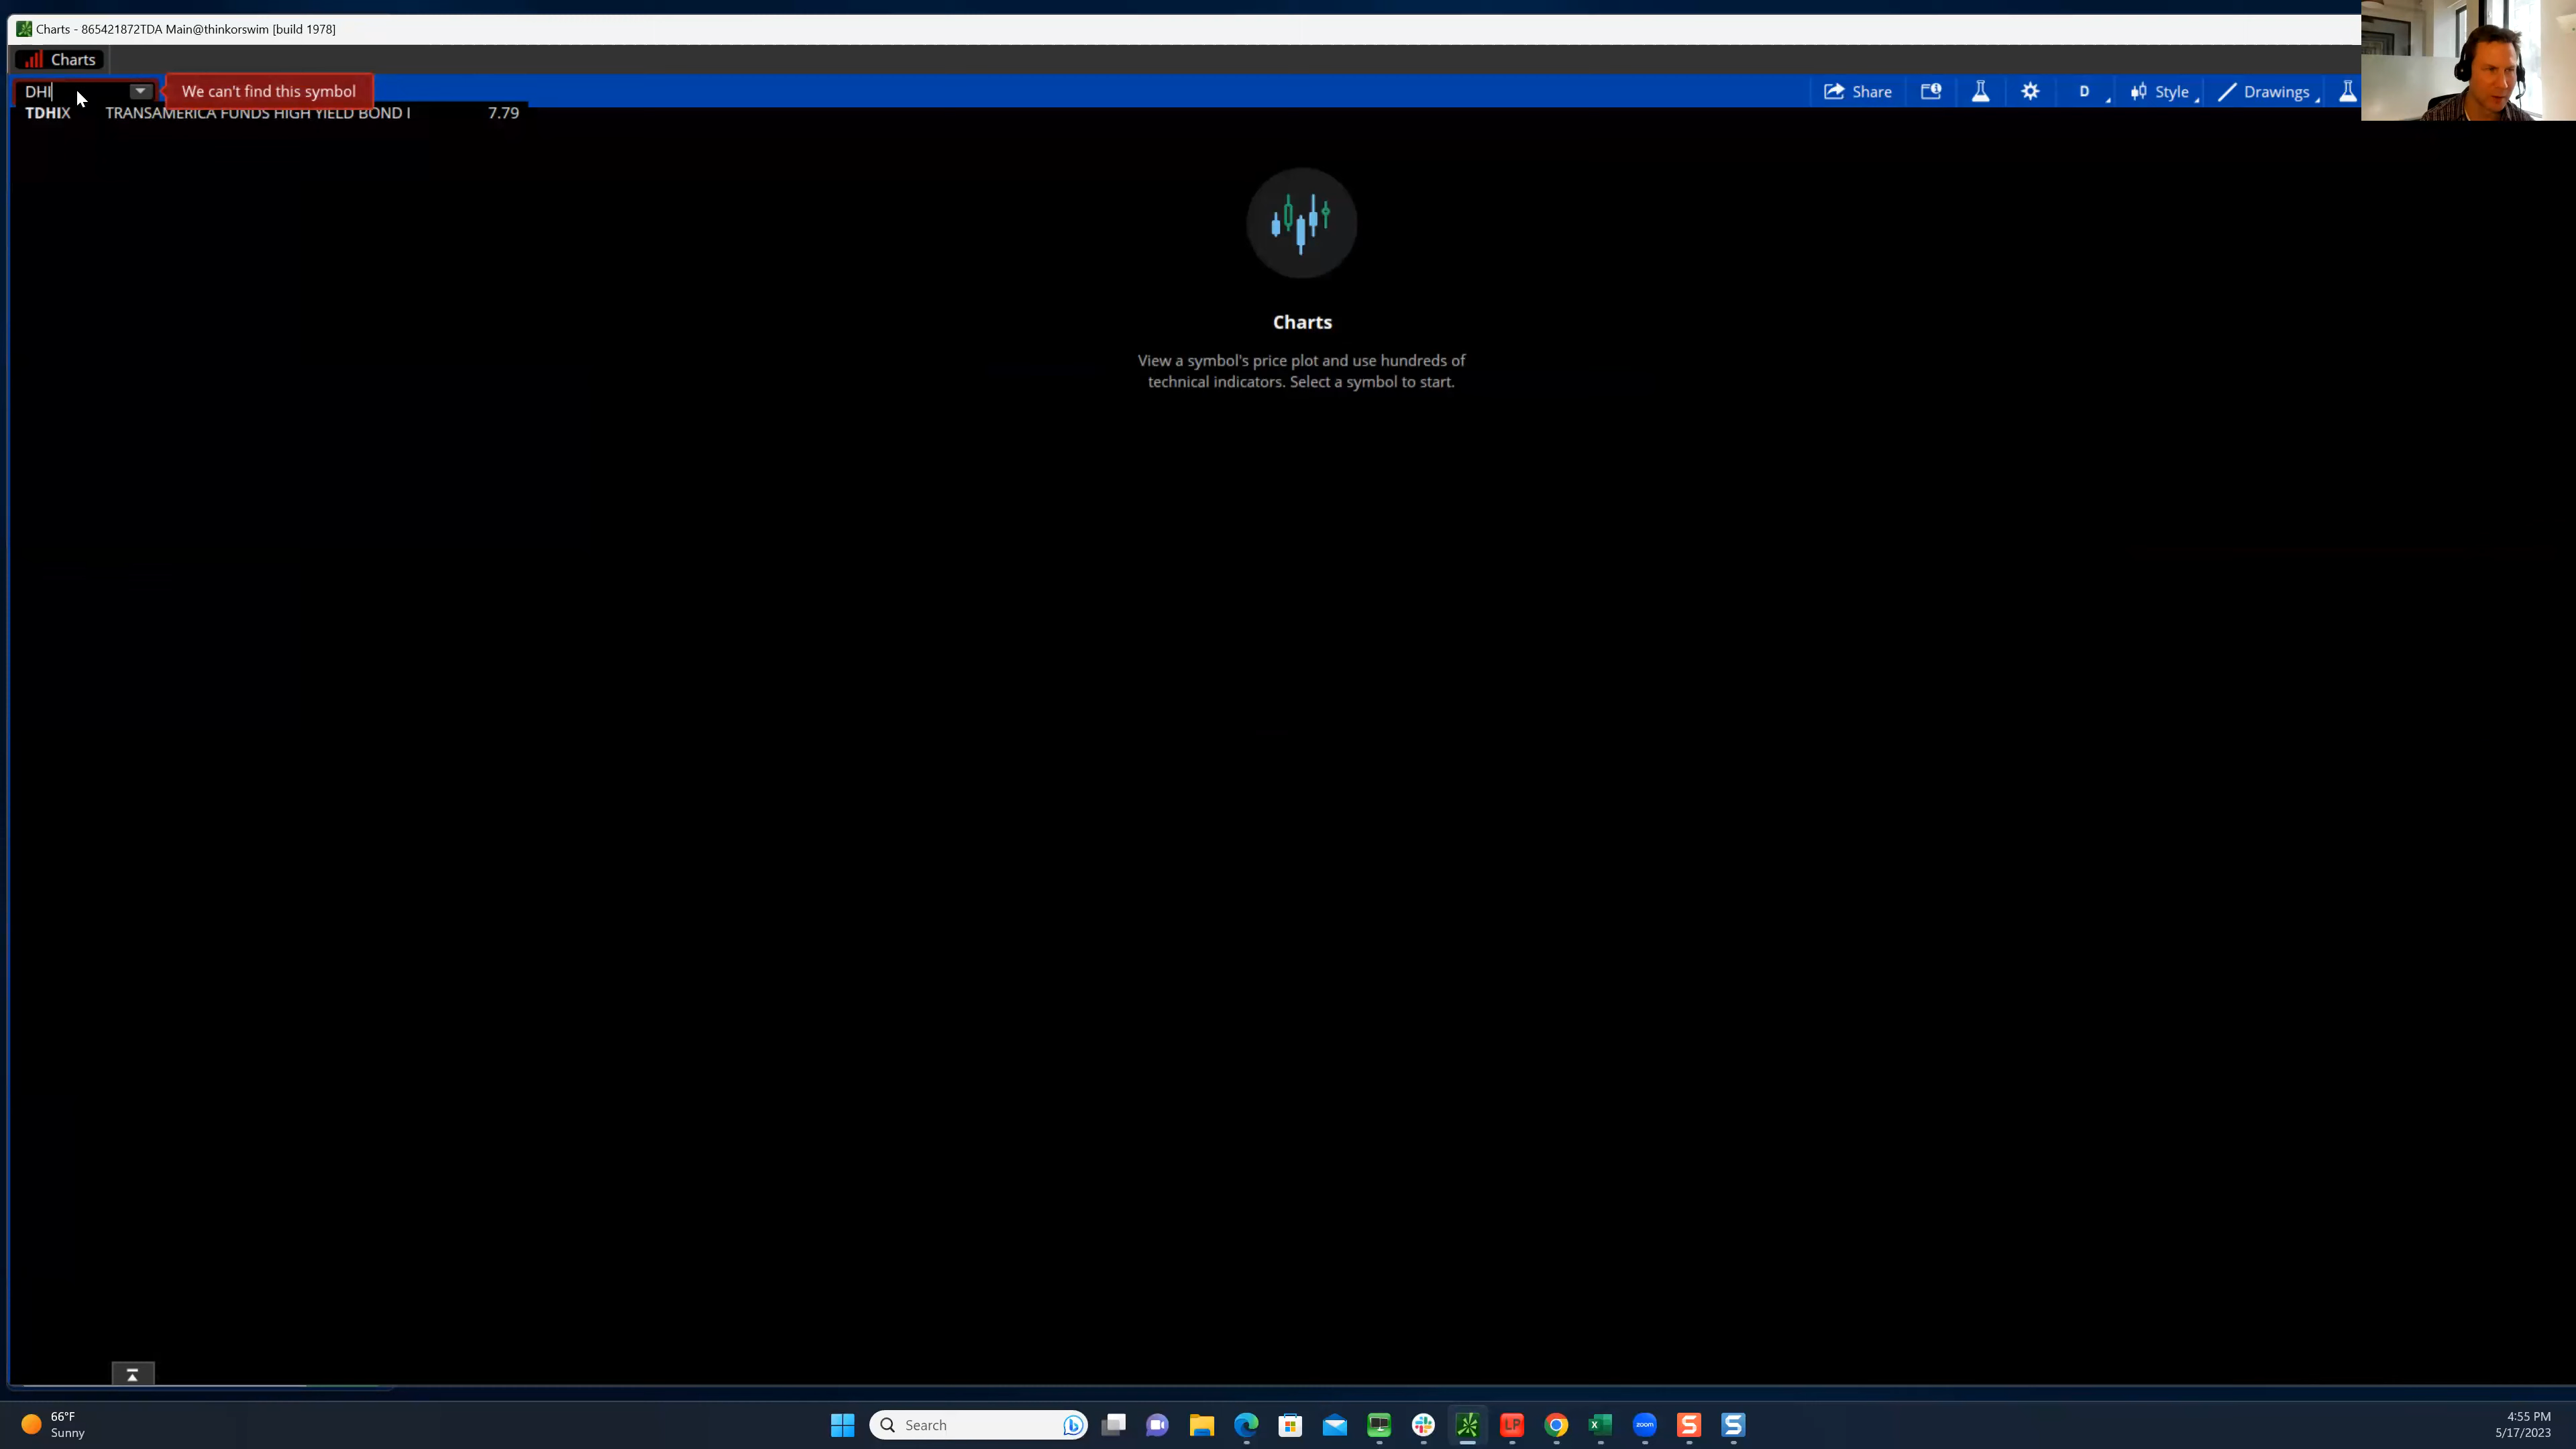 Charts - 865421872TDA Main@thinkorswim [build 1978]
Charts
DHI
We can't find this symbol
Share
D
Style
Drawings
TDHIX TRANSAMERICA FUNDS HIGH YIELD BOND I 7.79
Charts
View a symbol's price plot and use hundreds of
technical indicators. Select a symbol to start.
66°F
Sunny
Search
LP
zoom
4:55 PM
5/17/2023